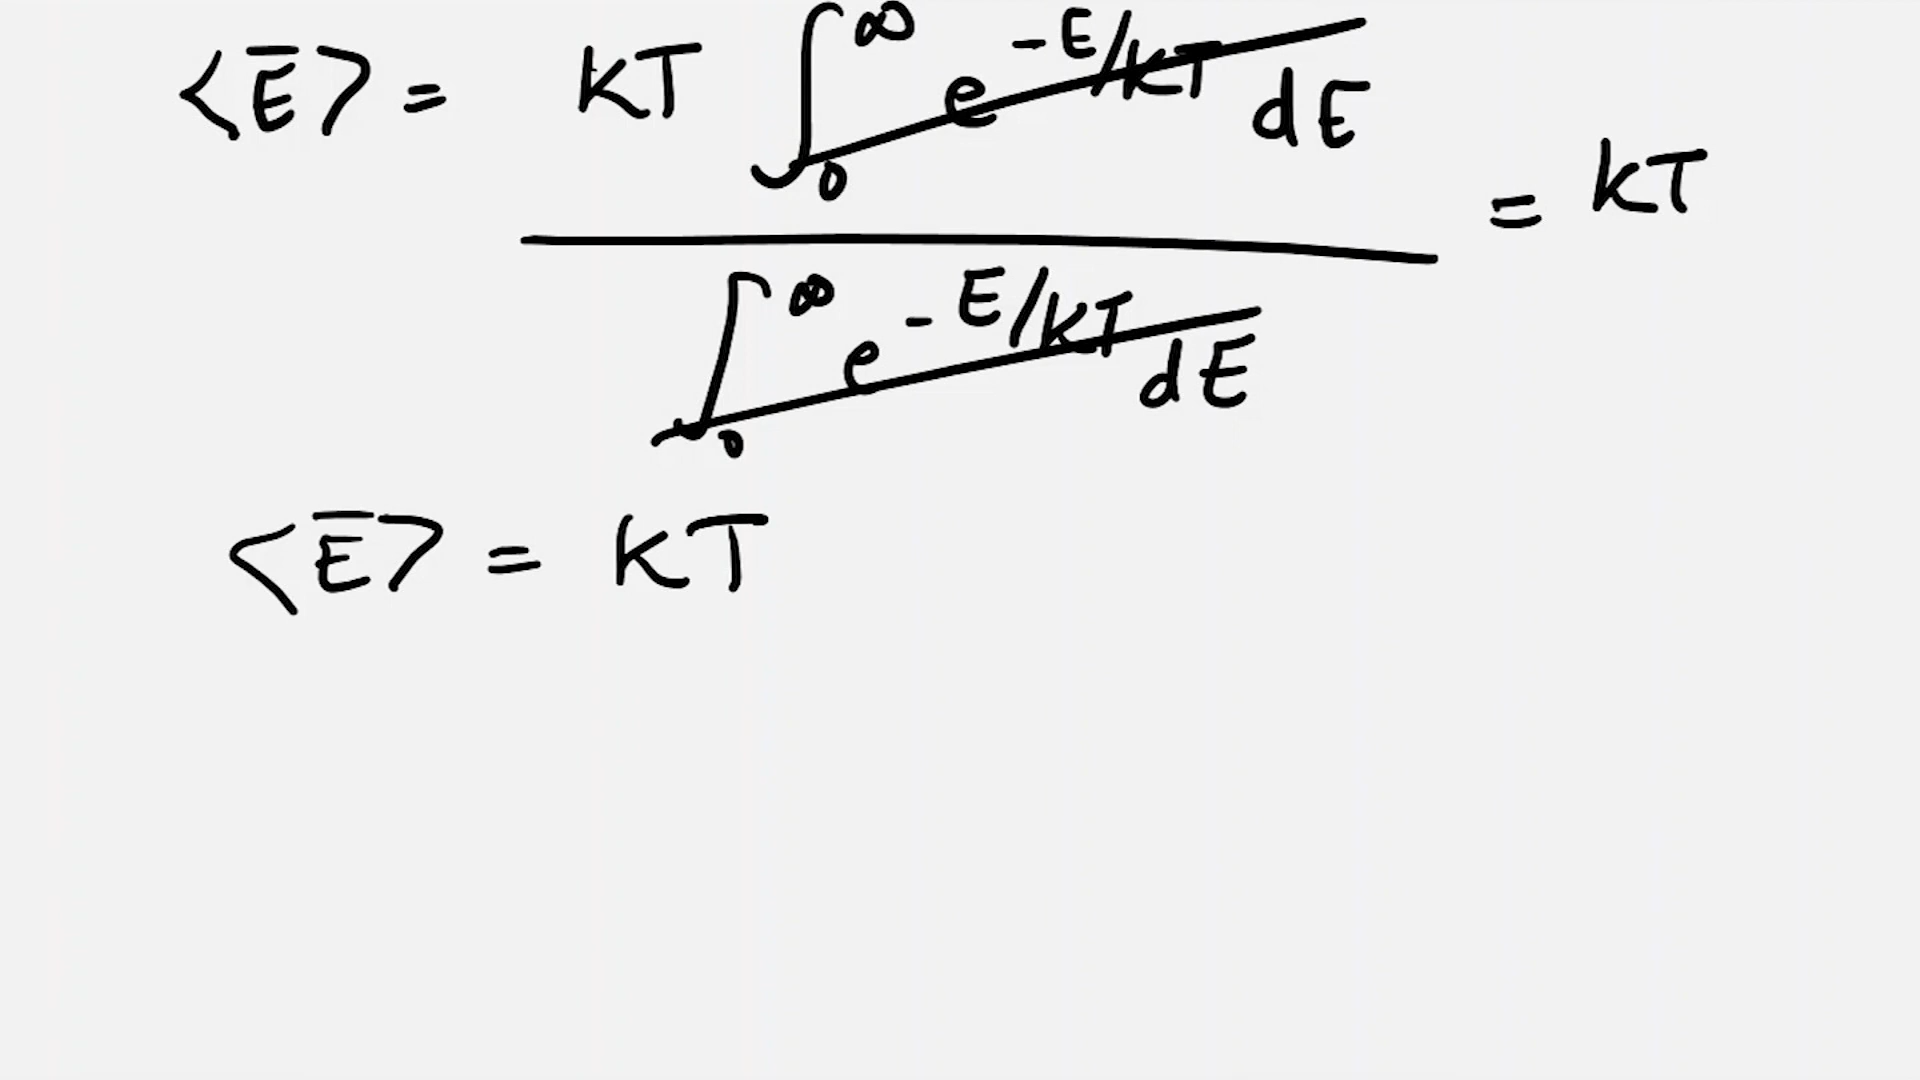 <E̅> = KT ∫₀^∞ e^{-E/KT} dE
= KT
∫₀^∞ e^{-E/KT} dE
<E̅> = KT